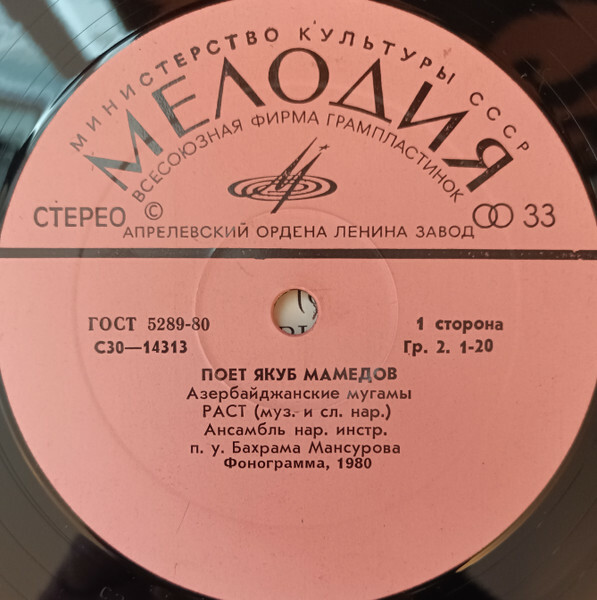 МИНИСТЕРСТВО КУЛЬТУРЫ СССР
МЕЛОДИЯ
ВСЕСОЮЗНАЯ ФИРМА ГРАМПЛАСТИНОК
СТЕРЕО © 33
АПРЕЛЕВСКИЙ ОРДЕНА ЛЕНИНА ЗАВОД
ГОСТ 5289-80 1 сторона
С30—14313 Гр. 2. 1-20
ПОЕТ ЯКУБ МАМЕДОВ
Азербайджанские мугамы
РАСТ (муз. и сл. нар.)
Ансамбль нар. инстр.
п. у. Бахрама Мансурова
Фонограмма, 1980